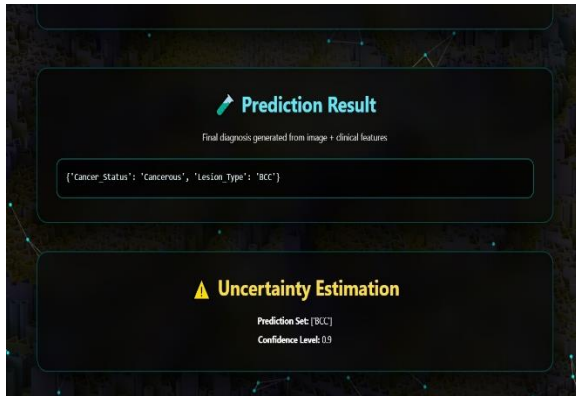 Prediction Result
Final diagnosis generated from image + clinical features
{'Cancer_Status': 'Cancerous', 'Lesion_Type': 'BCC'}
Uncertainty Estimation
Prediction Set: ['BCC']
Confidence Level: 0.9